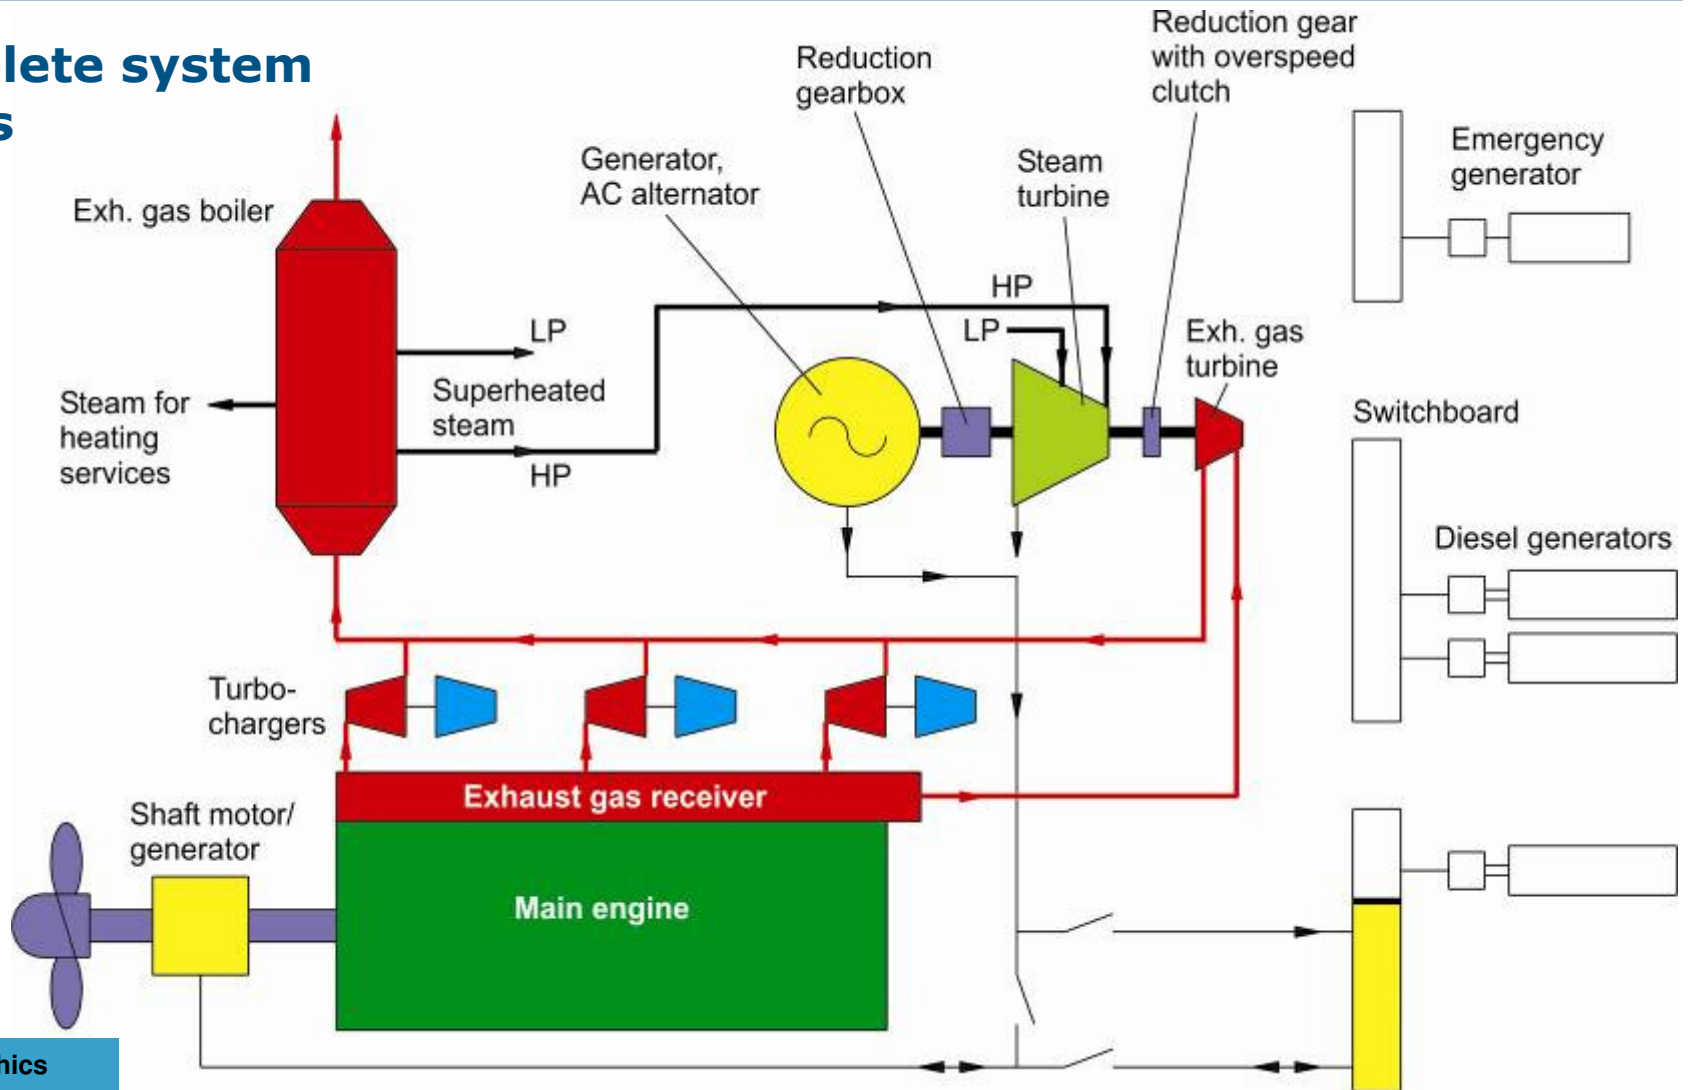 lete system
s
Reduction
gearbox
Reduction gear
with overspeed
clutch
Generator,
AC alternator
Steam
turbine
Emergency
generator
Exh. gas boiler
HP
LP
LP
Exh. gas
turbine
Steam for
heating
services
Superheated
steam
HP
Switchboard
Diesel generators
Turbo-
chargers
Exhaust gas receiver
Shaft motor/
generator
Main engine
hics